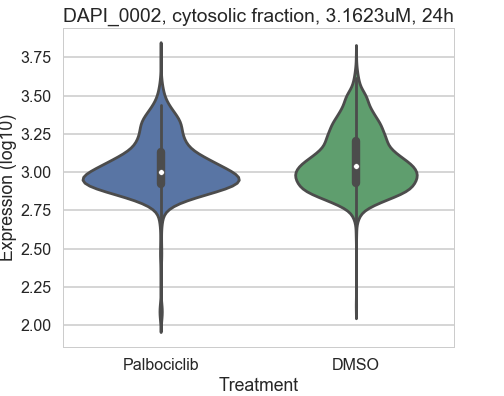 DAPI_0002, cytosolic fraction, 3.1623uM, 24h
Expression (log10)
3.75
3.50
3.25
3.00
2.75
2.50
2.25
2.00
Palbociclib DMSO
Treatment